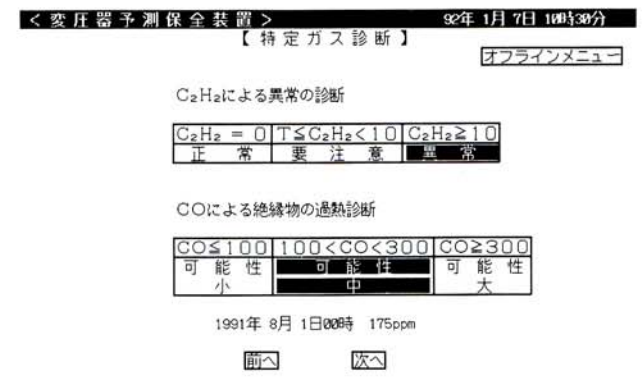 ＜変圧器予測保全装置＞ 92年 1月 7日 10時30分
【特定ガス診断】
オフラインメニュー
C₂H₂による異常の診断
C₂H₂ = 0 T≦C₂H₂<10 C₂H₂≧10
正常 要注意 異常
COによる絶縁物の過熱診断
CO≦100 100<CO<300 CO≧300
可能性 可能性 可能性
小 中 大
1991年 8月 1日00時 175ppm
前へ 次へ